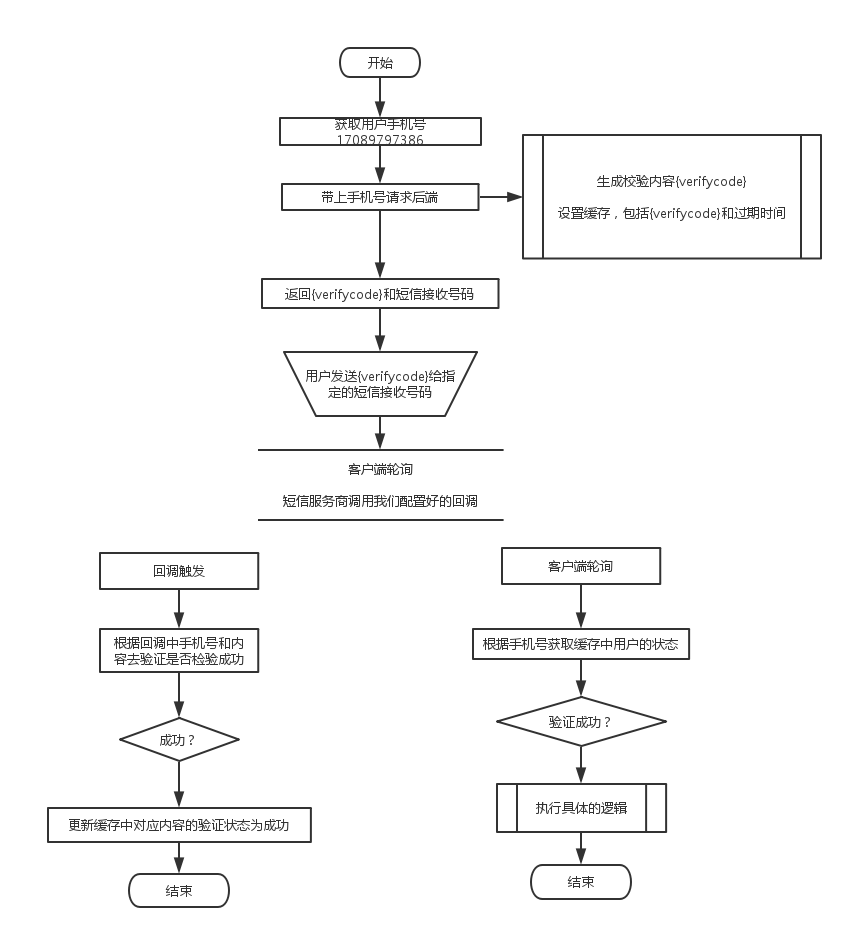 开始
获取用户手机号
17089797386
带上手机号请求后端
生成校验内容{verifycode}
设置缓存，包括{verifycode}和过期时间
返回{verifycode}和短信接收号码
用户发送{verifycode}给指
定的短信接收号码
客户端轮询
短信服务商调用我们配置好的回调
回调触发
根据回调中手机号和内
容去验证是否检验成功
成功？
更新缓存中对应内容的验证状态为成功
结束
客户端轮询
根据手机号获取缓存中用户的状态
验证成功？
执行具体的逻辑
结束